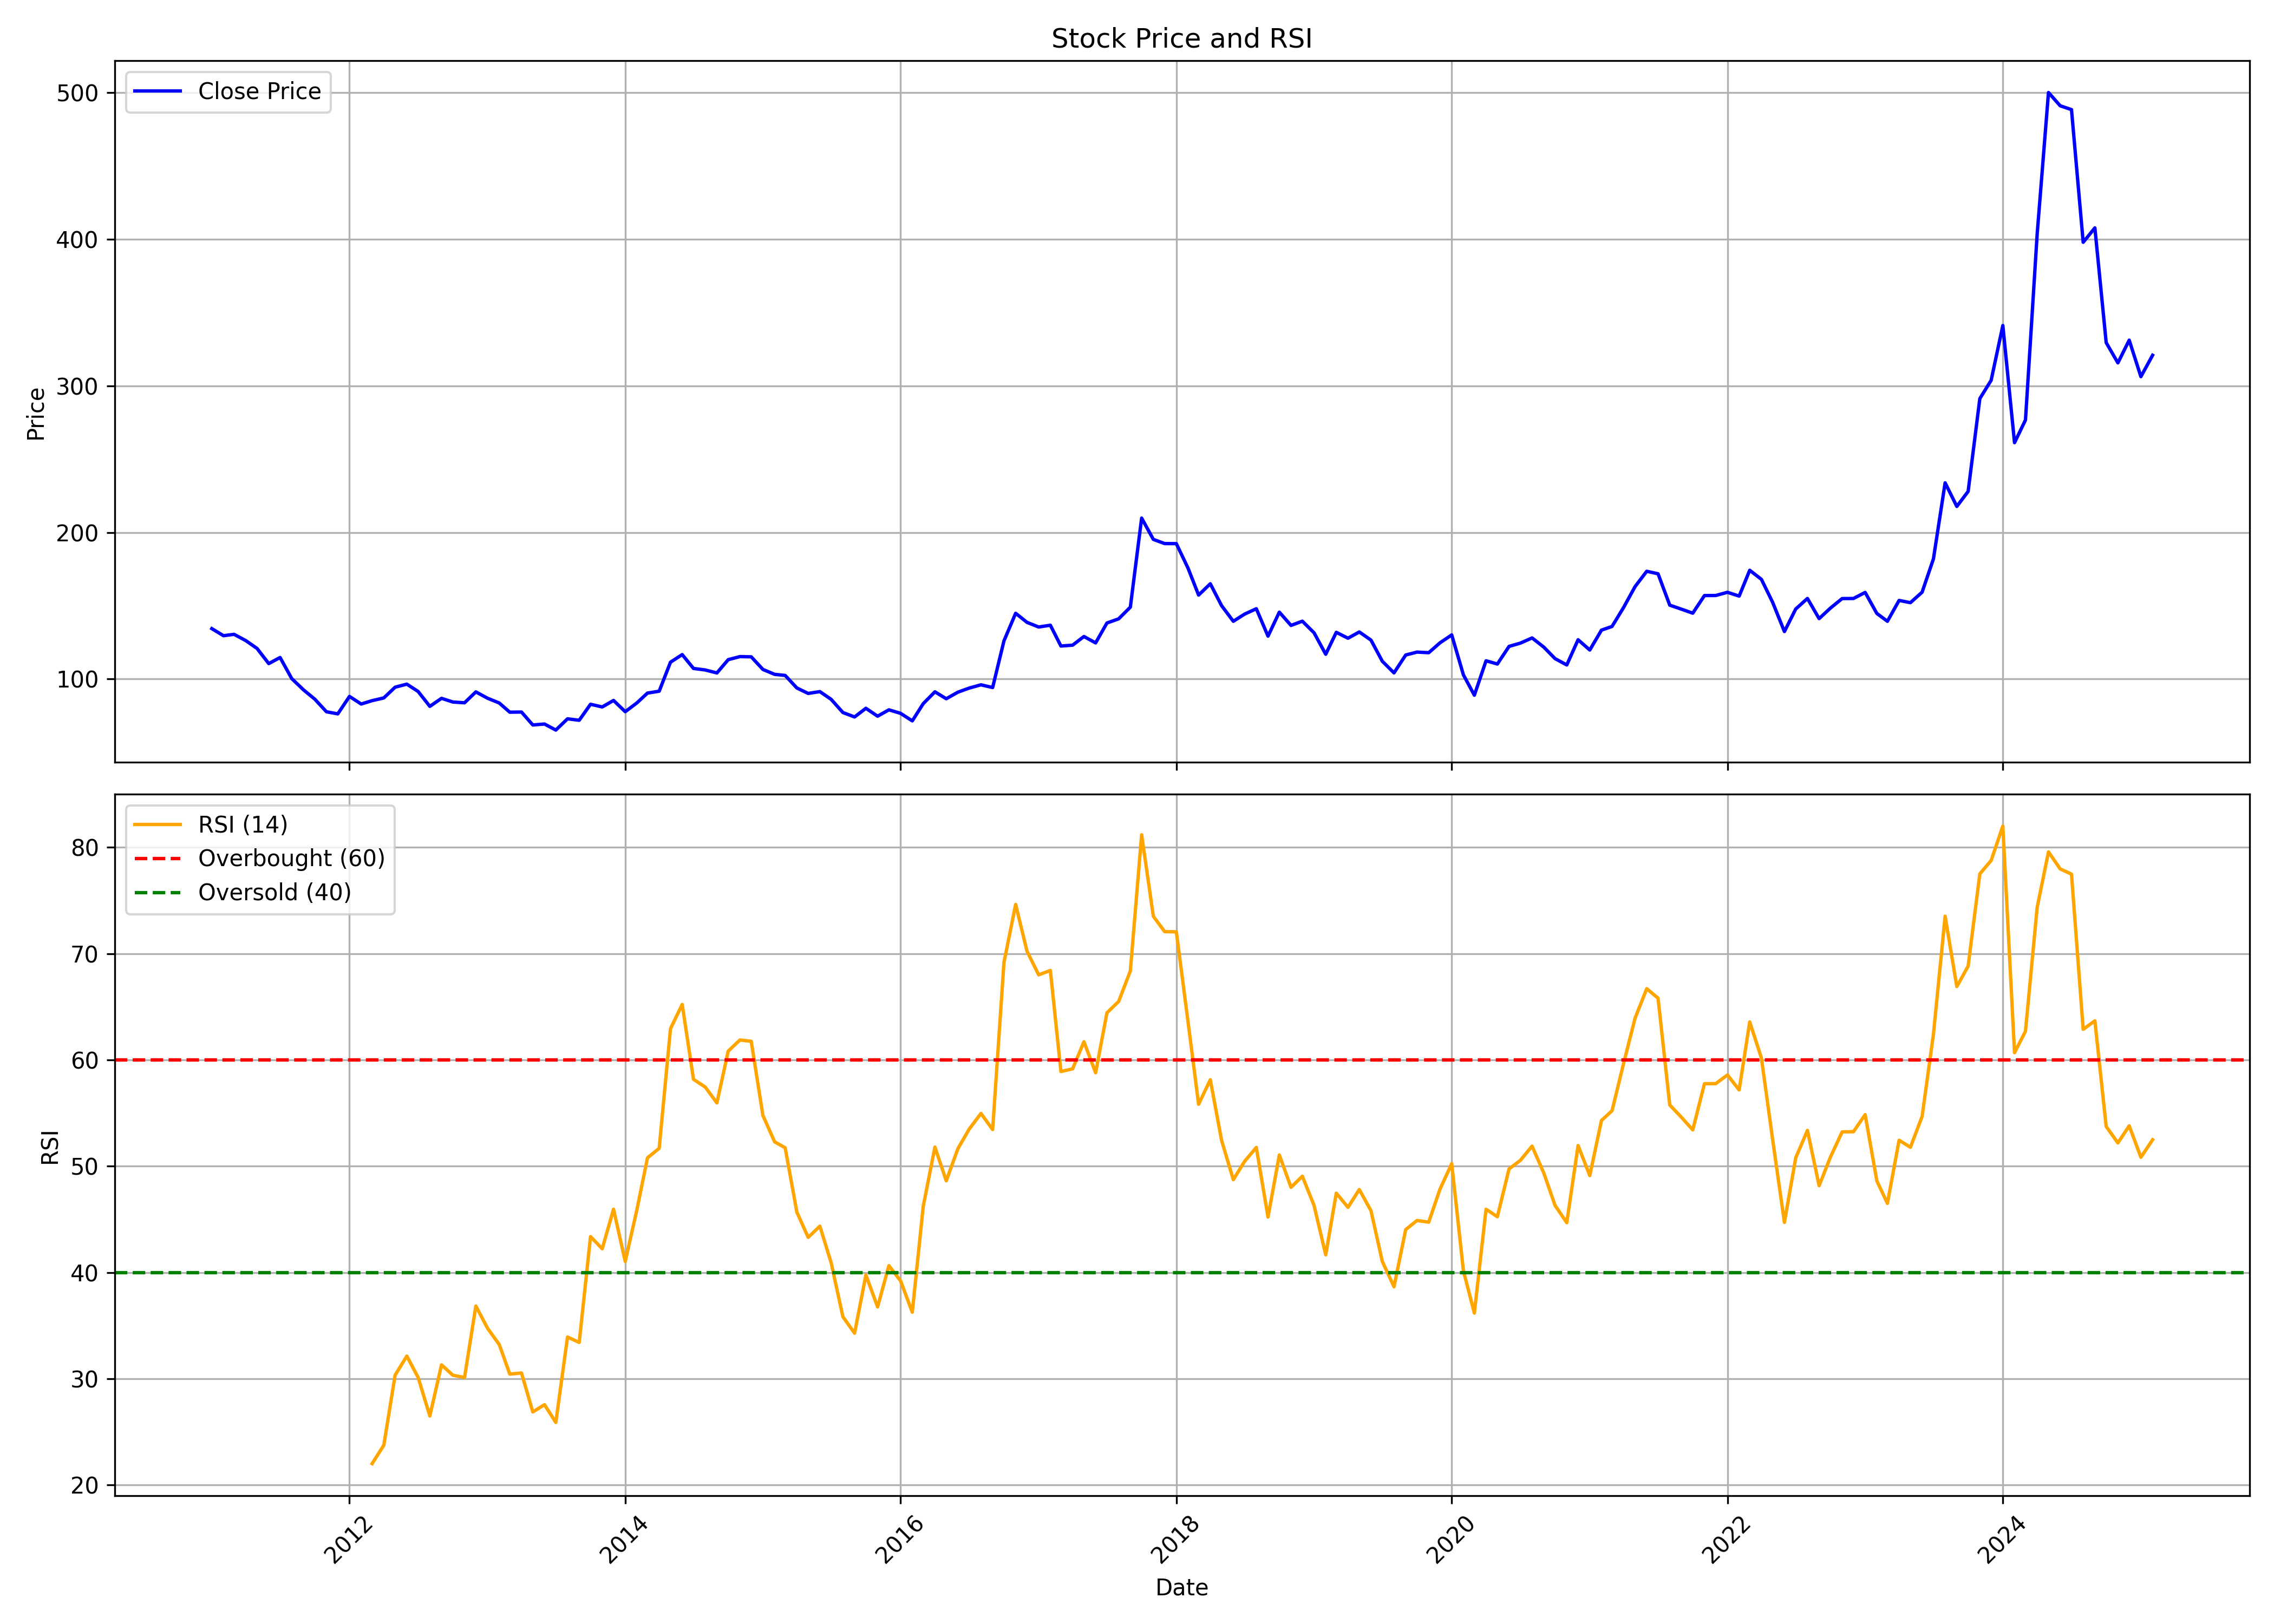 Stock Price and RSI
Close Price
500
400
300
200
100
Price
RSI (14)
Overbought (60)
Oversold (40)
80
70
60
50
40
30
20
RSI
2012
2014
2016
2018
2020
2022
2024
Date